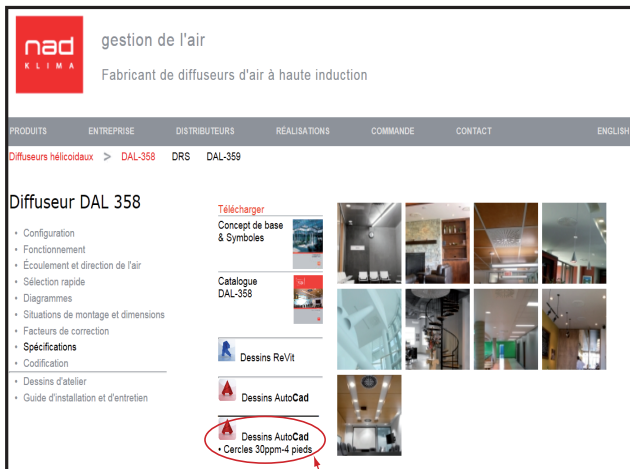 nad
KLIMA
gestion de l'air
Fabricant de diffuseurs d'air à haute induction
PRODUITS ENTREPRISE DISTRIBUTEURS RÉALISATIONS COMMANDE CONTACT ENGLISH
Diffuseurs hélicoidaux > DAL-358 DRS DAL-359
Diffuseur DAL 358
• Configuration
• Fonctionnement
• Écoulement et direction de l'air
• Sélection rapide
• Diagrammes
• Situations de montage et dimensions
• Facteurs de correction
• Spécifications
• Codification
• Dessins d'atelier
• Guide d'installation et d'entretien
Télécharger
Concept de base
& Symboles
Catalogue
DAL-358
Dessins ReVit
Dessins AutoCad
Dessins AutoCad
• Cercles 30ppm-4 pieds